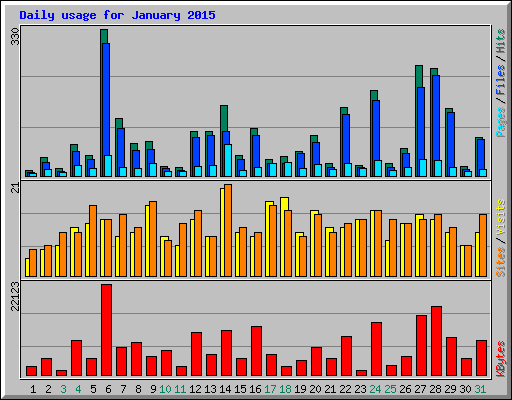 Daily usage for January 2015
330
Pages / Files / Hits
21
Sites / Visits
22123
KBytes
1 2 3 4 5 6 7 8 9 10 11 12 13 14 15 16 17 18 19 20 21 22 23 24 25 26 27 28 29 30 31